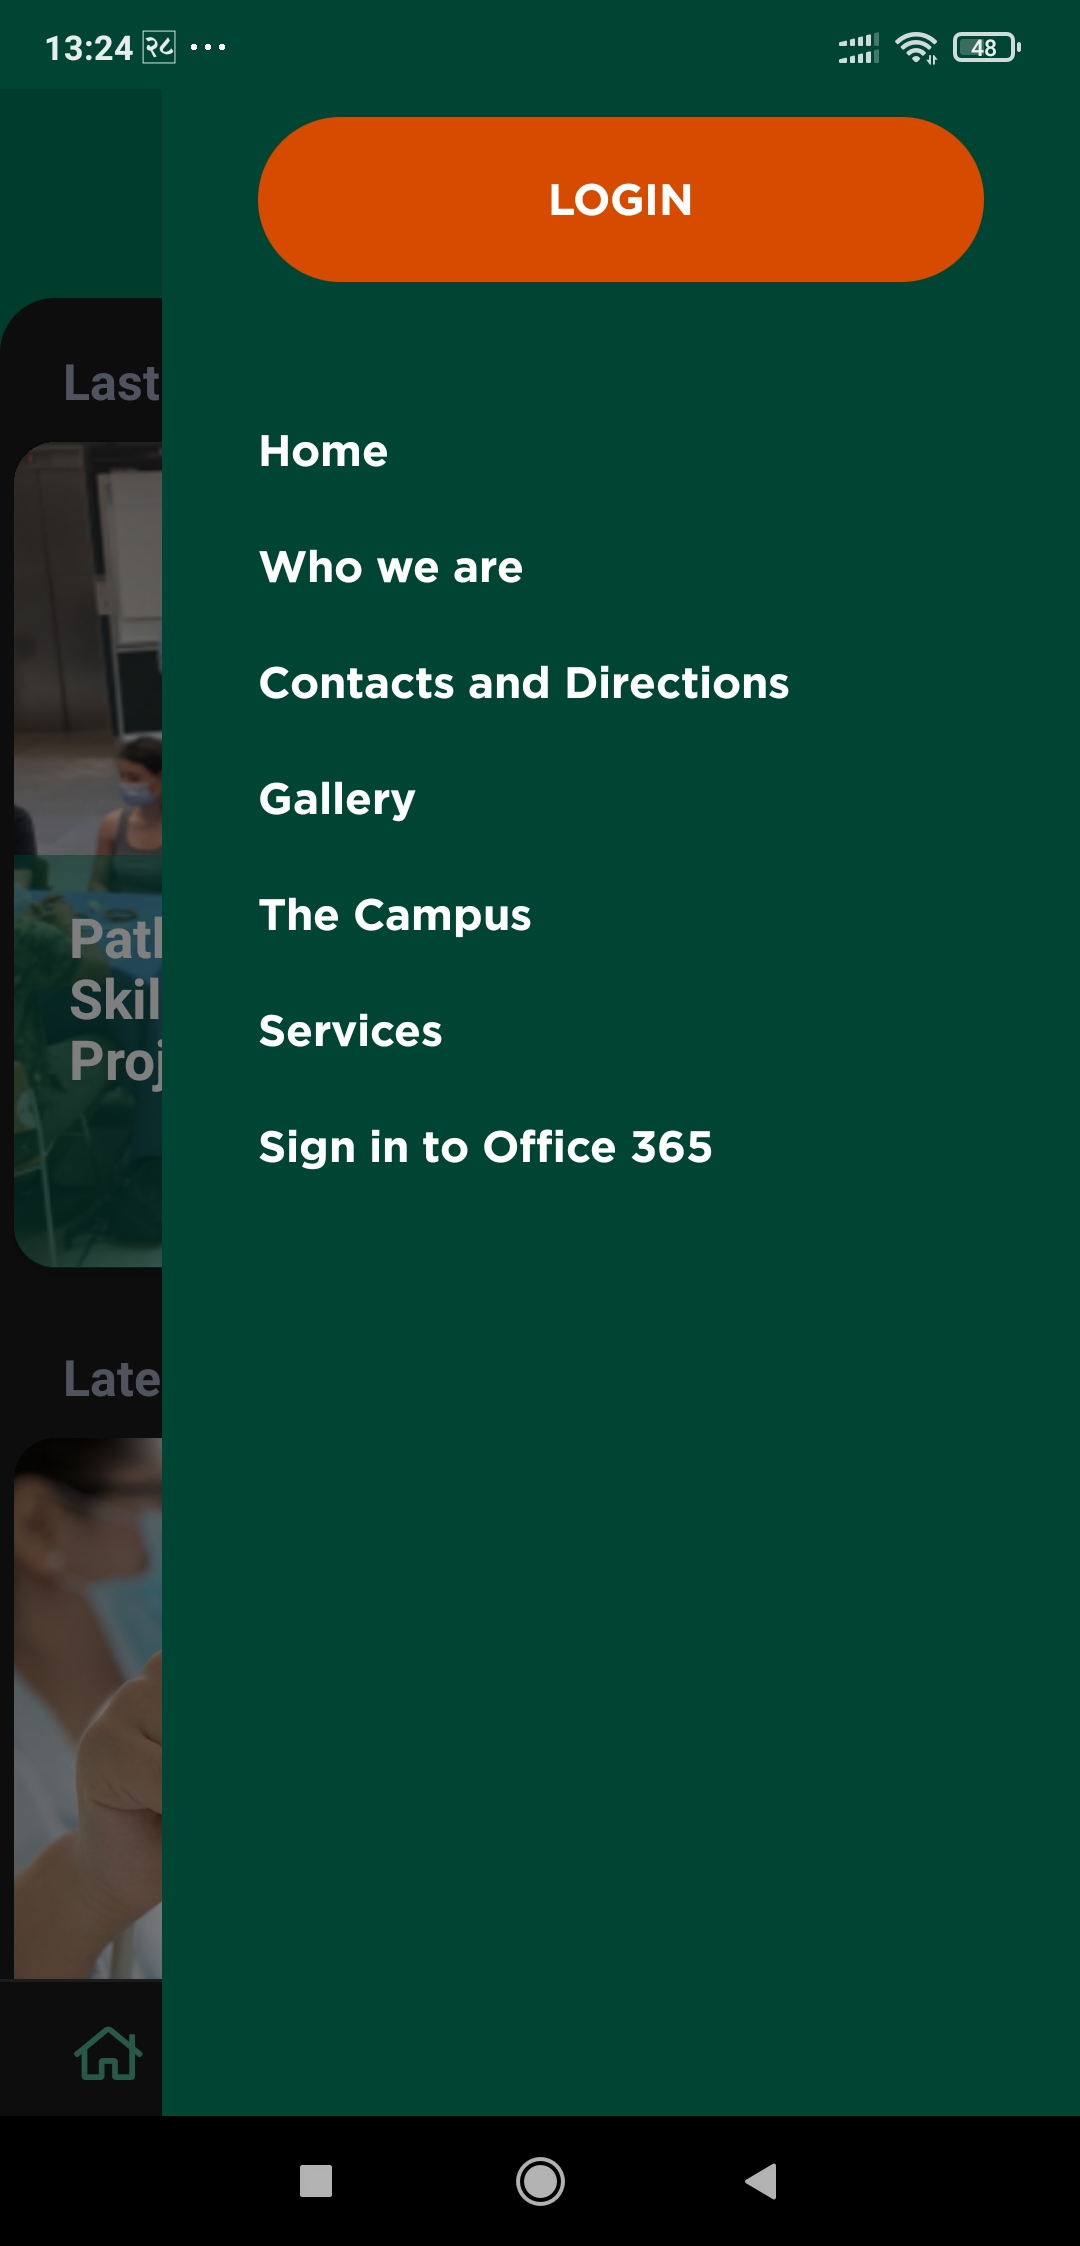 13:24 २८
LOGIN
Last
Home
Who we are
Contacts and Directions
Gallery
The Campus
Skil
Proj
Services
Sign in to Office 365
Late
48